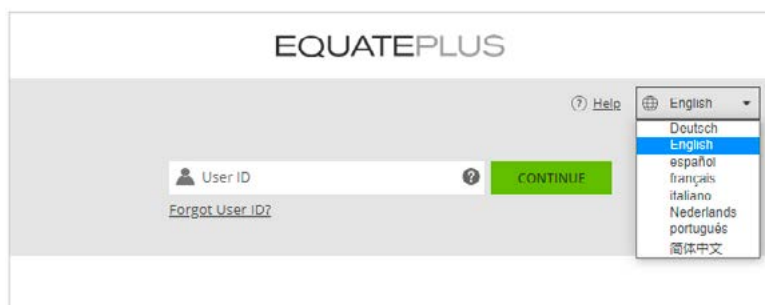 EQUATEPLUS
? Help
English
Deutsch
English
español
français
italiano
Nederlands
português
简体中文
User ID
?
CONTINUE
Forgot User ID?